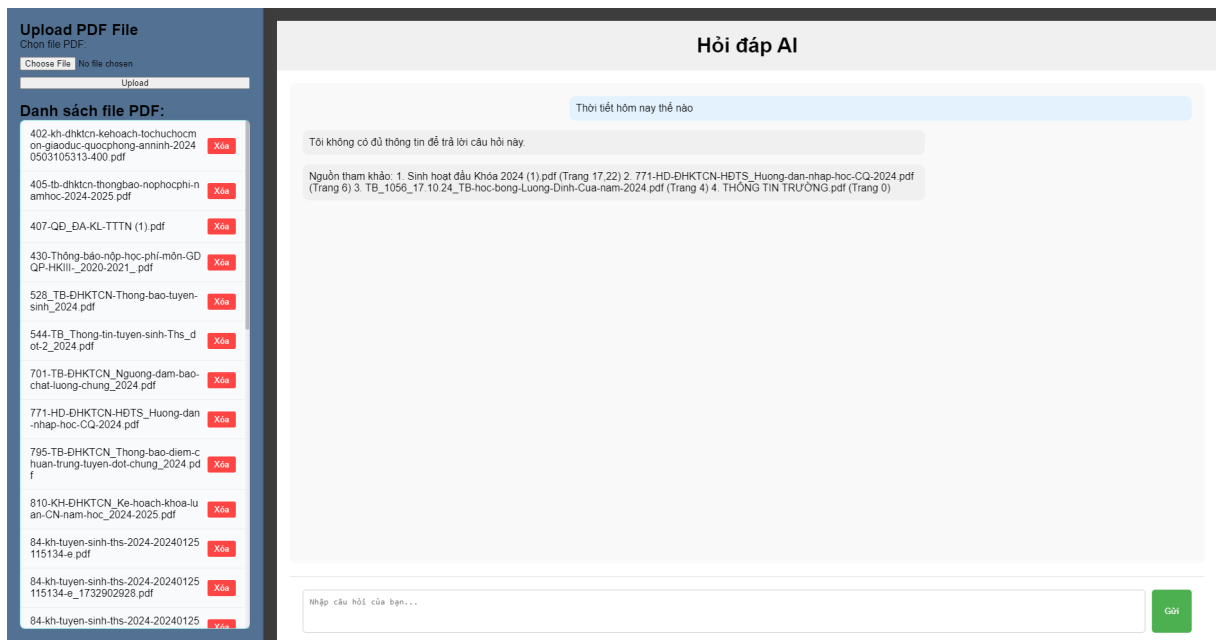 Upload PDF File
Chọn file PDF:
Choose File No file chosen
Upload
Danh sách file PDF:
402-kh-dhktcn-kehoach-tochuchocm
on-giaoduc-quocphong-anninh-2024
0503105313-400.pdf
Xóa
405-tb-dhktcn-thongbao-nophocphi-n
amhoc-2024-2025.pdf
Xóa
407-QĐ_ĐA-KL-TTTN (1).pdf
Xóa
430-Thông-báo-nộp-học-phí-môn-GD
QP-HKIII-_2020-2021_.pdf
Xóa
528_TB-ĐHKTCN-Thong-bao-tuyen-
sinh_2024.pdf
Xóa
544-TB_Thong-tin-tuyen-sinh-Ths_d
ot-2_2024.pdf
Xóa
701-TB-ĐHKTCN_Nguong-dam-bao-
chat-luong-chung_2024.pdf
Xóa
771-HD-ĐHKTCN-HĐTS_Huong-dan
-nhap-hoc-CQ-2024.pdf
Xóa
795-TB-ĐHKTCN_Thong-bao-diem-c
huan-trung-tuyen-dot-chung_2024.pd
f
Xóa
810-KH-ĐHKTCN_Ke-hoach-khoa-lu
an-CN-nam-hoc_2024-2025.pdf
Xóa
84-kh-tuyen-sinh-ths-2024-20240125
115134-e.pdf
Xóa
84-kh-tuyen-sinh-ths-2024-20240125
115134-e_1732902928.pdf
Xóa
84-kh-tuyen-sinh-ths-2024-20240125
Xóa
Hỏi đáp AI
Thời tiết hôm nay thế nào
Tôi không có đủ thông tin để trả lời câu hỏi này.
Nguồn tham khảo: 1. Sinh hoạt đầu Khóa 2024 (1).pdf (Trang 17,22) 2. 771-HD-ĐHKTCN-HĐTS_Huong-dan-nhap-hoc-CQ-2024.pdf
(Trang 6) 3. TB_1056_17.10.24_TB-hoc-bong-Luong-Dinh-Cua-nam-2024.pdf (Trang 4) 4. THÔNG TIN TRƯỜNG.pdf (Trang 0)
Nhập câu hỏi của bạn...
Gửi